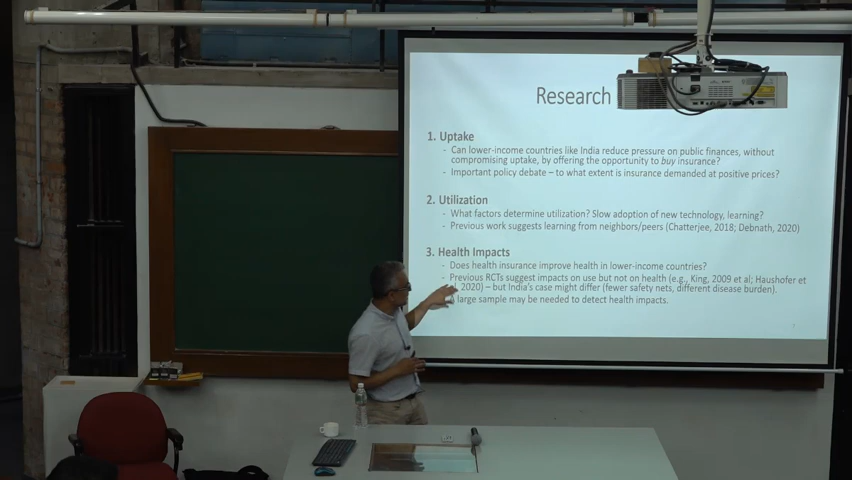 Research
1. Uptake
- Can lower-income countries like India reduce pressure on public finances, without
compromising uptake, by offering the opportunity to buy insurance?
- Important policy debate – to what extent is insurance demanded at positive prices?
2. Utilization
- What factors determine utilization? Slow adoption of new technology, learning?
- Previous work suggests learning from neighbors/peers (Chatterjee, 2018; Debnath, 2020)
3. Health Impacts
- Does health insurance improve health in lower-income countries?
- Previous RCTs suggest impacts on use but not on health (e.g., King, 2009 et al; Haushofer et
2020) – but India's case might differ (fewer safety nets, different disease burden).
large sample may be needed to detect health impacts.